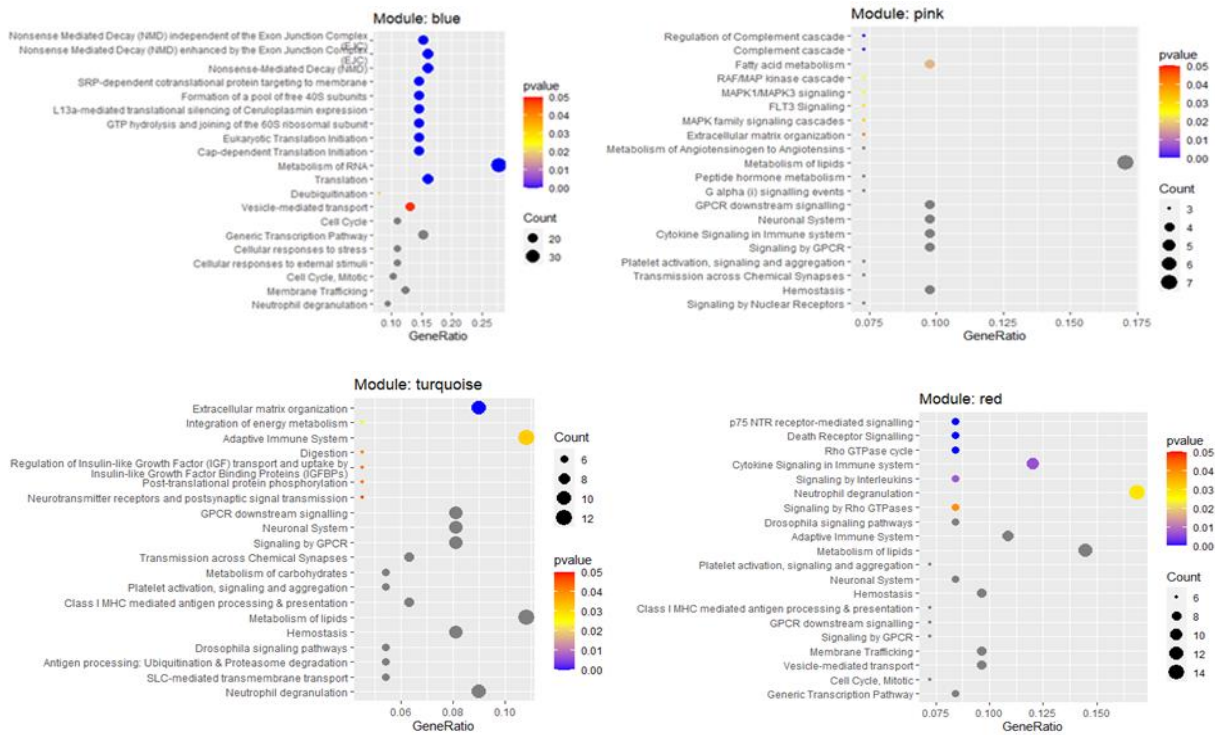 Module: blue
Nonsense Mediated Decay (NMD) independent of the Exon Junction Complex
(EJC)
Nonsense Mediated Decay (NMD) enhanced by the Exon Junction Complex
(EJC)
Nonsense-Mediated Decay (NMD)
SRP-dependent cotranslational protein targeting to membrane
Formation of a pool of free 40S subunits
L13a-mediated translational silencing of Ceruloplasmin expression
GTP hydrolysis and joining of the 60S ribosomal subunit
Eukaryotic Translation Initiation
Cap-dependent Translation Initiation
Metabolism of RNA
Translation
Deubiquitination
Vesicle-mediated transport
Cell Cycle
Generic Transcription Pathway
Cellular responses to stress
Cellular responses to external stimuli
Cell Cycle, Mitotic
Membrane Trafficking
Neutrophil degranulation
0.10 0.15 0.20 0.25
GeneRatio
pvalue
0.05
0.04
0.03
0.02
0.01
0.00
Count
20
30
Module: pink
Regulation of Complement cascade
Complement cascade
Fatty acid metabolism
RAF/MAP kinase cascade
MAPK1/MAPK3 signaling
FLT3 Signaling
MAPK family signaling cascades
Extracellular matrix organization
Metabolism of Angiotensinogen to Angiotensins
Metabolism of lipids
Peptide hormone metabolism
G alpha (i) signalling events
GPCR downstream signalling
Neuronal System
Cytokine Signaling in Immune system
Signaling by GPCR
Platelet activation, signaling and aggregation
Transmission across Chemical Synapses
Hemostasis
Signaling by Nuclear Receptors
0.075 0.100 0.125 0.150 0.175
GeneRatio
pvalue
0.05
0.04
0.03
0.02
0.01
0.00
Count
3
4
5
6
7
Module: turquoise
Extracellular matrix organization
Integration of energy metabolism
Adaptive Immune System
Digestion
Regulation of Insulin-like Growth Factor (IGF) transport and uptake by
Insulin-like Growth Factor Binding Proteins (IGFBPs)
Post-translational protein phosphorylation
Neurotransmitter receptors and postsynaptic signal transmission
GPCR downstream signalling
Neuronal System
Signaling by GPCR
Transmission across Chemical Synapses
Metabolism of carbohydrates
Platelet activation, signaling and aggregation
Class I MHC mediated antigen processing & presentation
Metabolism of lipids
Hemostasis
Drosophila signaling pathways
Antigen processing: Ubiquitination & Proteasome degradation
SLC-mediated transmembrane transport
Neutrophil degranulation
0.06 0.08 0.10
GeneRatio
Count
6
8
10
12
pvalue
0.05
0.04
0.03
0.02
0.01
0.00
Module: red
p75 NTR receptor-mediated signalling
Death Receptor Signalling
Rho GTPase cycle
Cytokine Signaling in Immune system
Signaling by Interleukins
Neutrophil degranulation
Signaling by Rho GTPases
Drosophila signaling pathways
Adaptive Immune System
Metabolism of lipids
Platelet activation, signaling and aggregation
Neuronal System
Hemostasis
Class I MHC mediated antigen processing & presentation
GPCR downstream signalling
Signaling by GPCR
Membrane Trafficking
Vesicle-mediated transport
Cell Cycle, Mitotic
Generic Transcription Pathway
0.075 0.100 0.125 0.150
GeneRatio
pvalue
0.05
0.04
0.03
0.02
0.01
0.00
Count
6
8
10
12
14